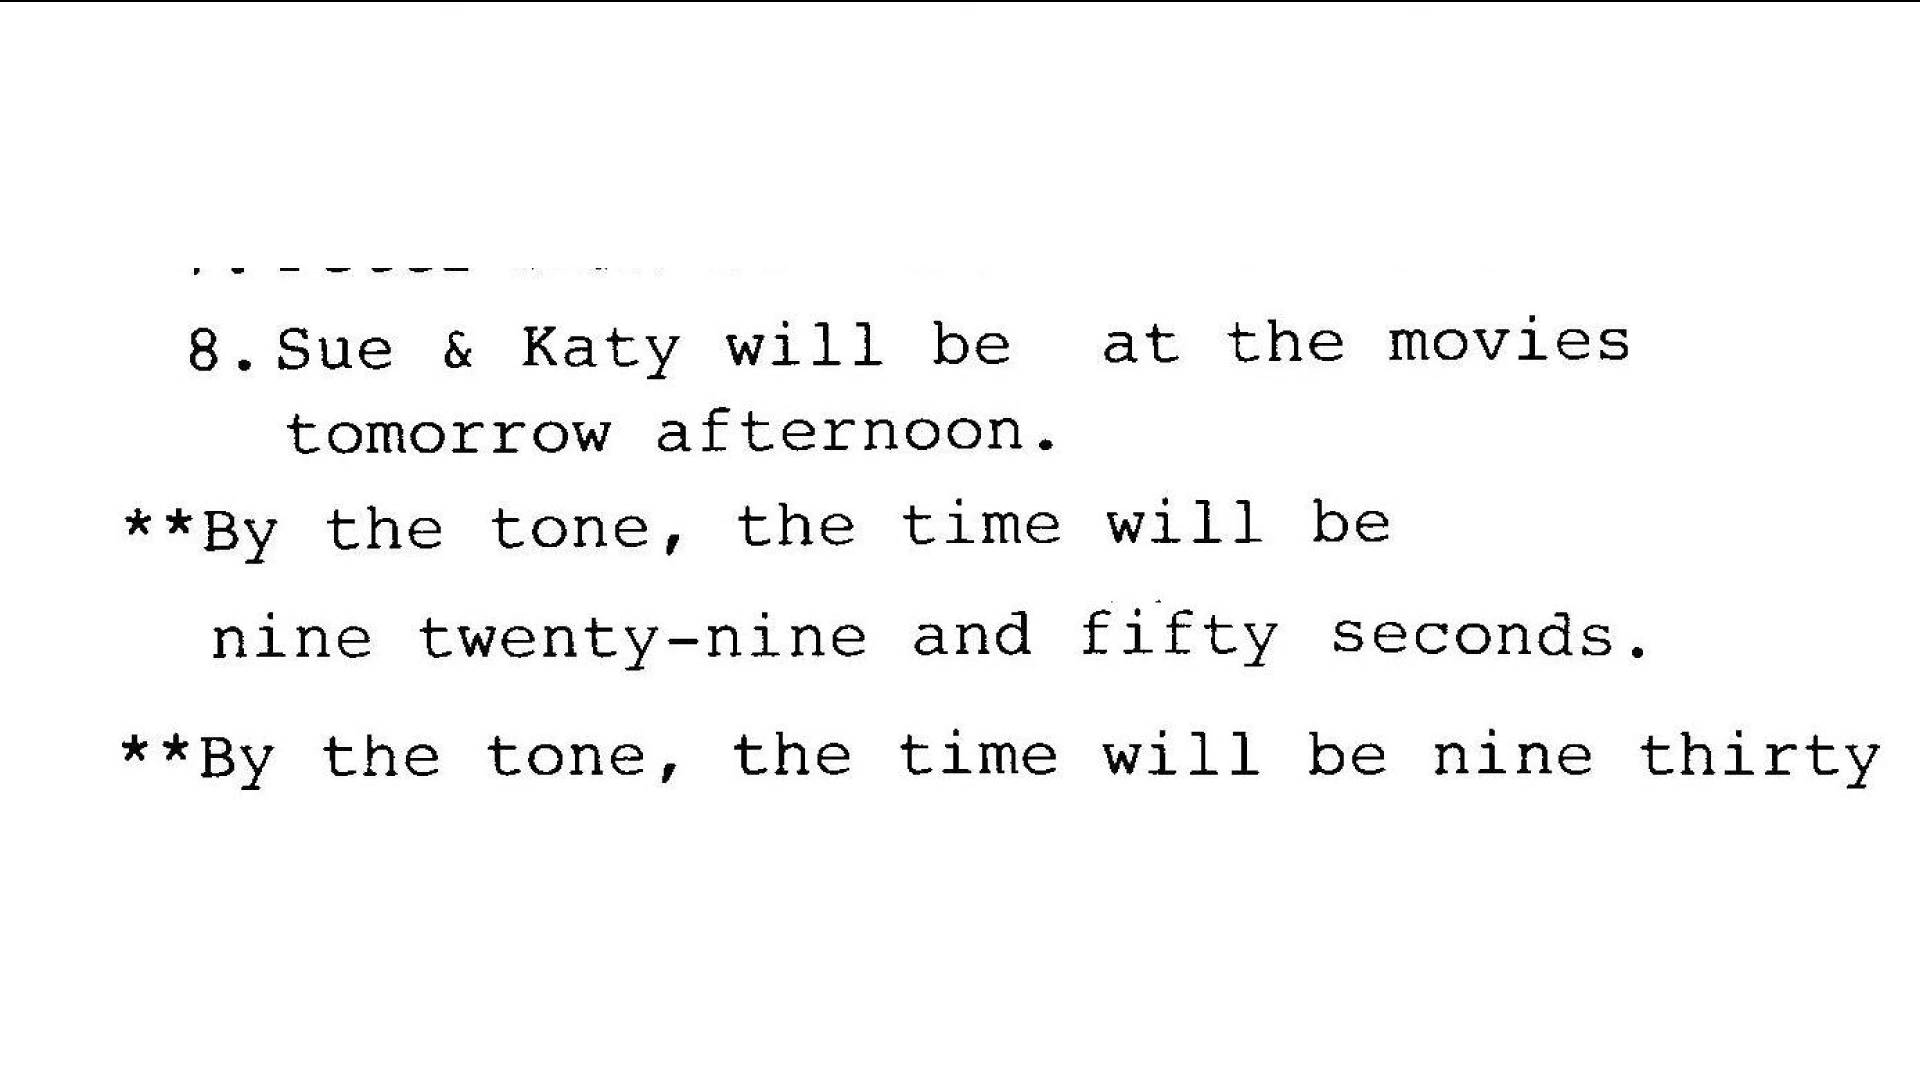 8. Sue & Katy will be at the movies
tomorrow afternoon.
**By the tone, the time will be
nine twenty-nine and fifty seconds.
**By the tone, the time will be nine thirty